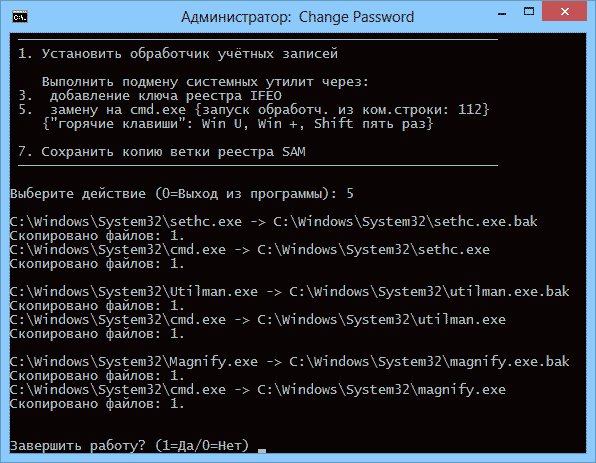 Администратор: Change Password
1. Установить обработчик учётных записей
Выполнить подмену системных утилит через:
3. добавление ключа реестра IFEO
5. замену на cmd.exe {запуск обработч. из ком.строки: 112}
{"горячие клавиши": Win U, Win +, Shift пять раз}
7. Сохранить копию ветки реестра SAM
Выберите действие (0=Выход из программы): 5
C:\Windows\System32\sethc.exe -> C:\Windows\System32\sethc.exe.bak
Скопировано файлов: 1.
C:\Windows\System32\cmd.exe -> C:\Windows\System32\sethc.exe
Скопировано файлов: 1.
C:\Windows\System32\Utilman.exe -> C:\Windows\System32\utilman.exe.bak
Скопировано файлов: 1.
C:\Windows\System32\cmd.exe -> C:\Windows\System32\utilman.exe
Скопировано файлов: 1.
C:\Windows\System32\Magnify.exe -> C:\Windows\System32\magnify.exe.bak
Скопировано файлов: 1.
C:\Windows\System32\cmd.exe -> C:\Windows\System32\magnify.exe
Скопировано файлов: 1.
Завершить работу? (1=Да/0=Нет)